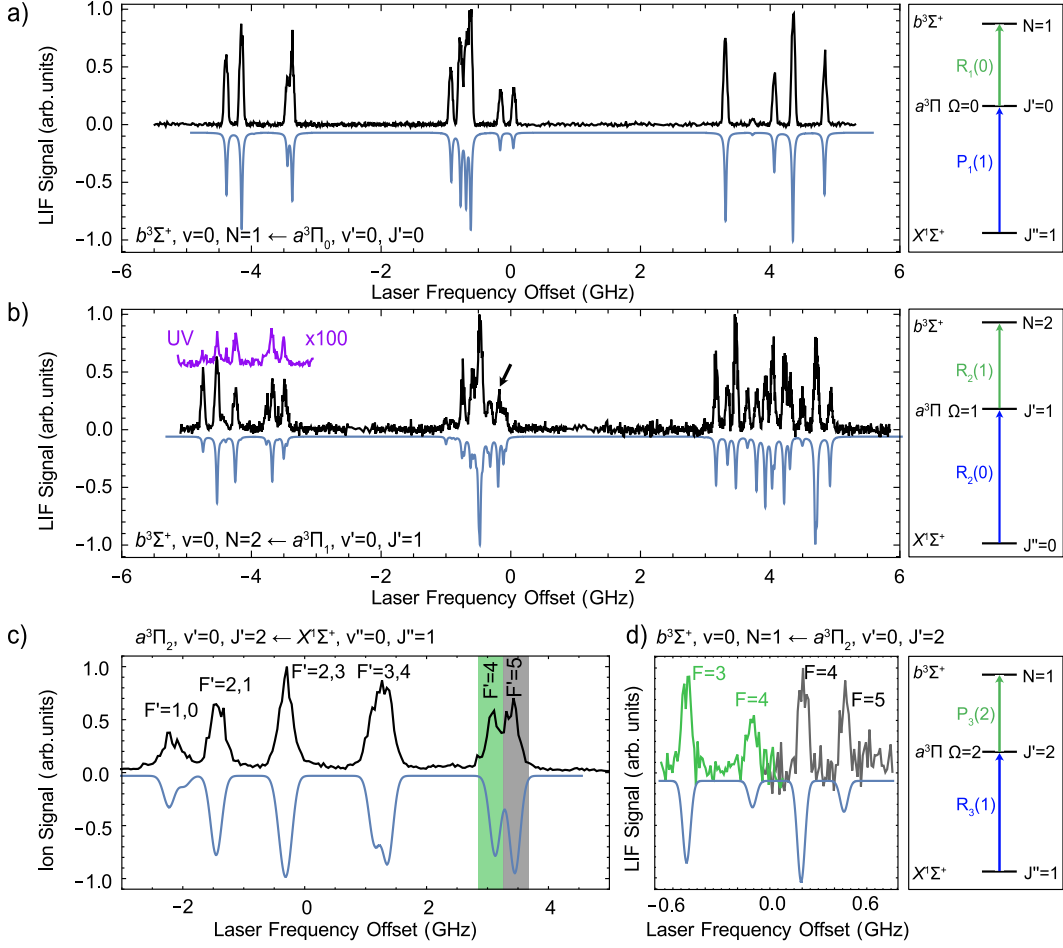 a)
LIF Signal (arb.units)
1.0
0.5
0.0
−0.5
−1.0
b³Σ⁺, v=0, N=1 ← a³Π₀, v'=0, J'=0
−6 −4 −2 0 2 4 6
Laser Frequency Offset (GHz)
b³Σ⁺ N=1
R₁(0)
a³Π Ω=0 J'=0
P₁(1)
X¹Σ⁺ J''=1
b)
LIF Signal (arb.units)
1.0
0.5
0.0
−0.5
−1.0
UV x100
b³Σ⁺, v=0, N=2 ← a³Π₁, v'=0, J'=1
−6 −4 −2 0 2 4 6
Laser Frequency Offset (GHz)
b³Σ⁺ N=2
R₂(1)
a³Π Ω=1 J'=1
R₂(0)
X¹Σ⁺ J''=0
c) a³Π₂, v'=0, J'=2 ← X¹Σ⁺, v''=0, J''=1
Ion Signal (arb. units)
1.0
0.5
0.0
−0.5
−1.0
F'=1,0
F'=2,1
F'=2,3
F'=3,4
F'=4
F'=5
−2 0 2 4
Laser Frequency Offset (GHz)
d) b³Σ⁺, v=0, N=1 ← a³Π₂, v'=0, J'=2
LIF Signal (arb. units)
F=3
F=4
F=4
F=5
−0.6 0.0 0.6
Laser Frequency Offset (GHz)
b³Σ⁺ N=1
P₃(2)
a³Π Ω=2 J'=2
R₃(1)
X¹Σ⁺ J''=1